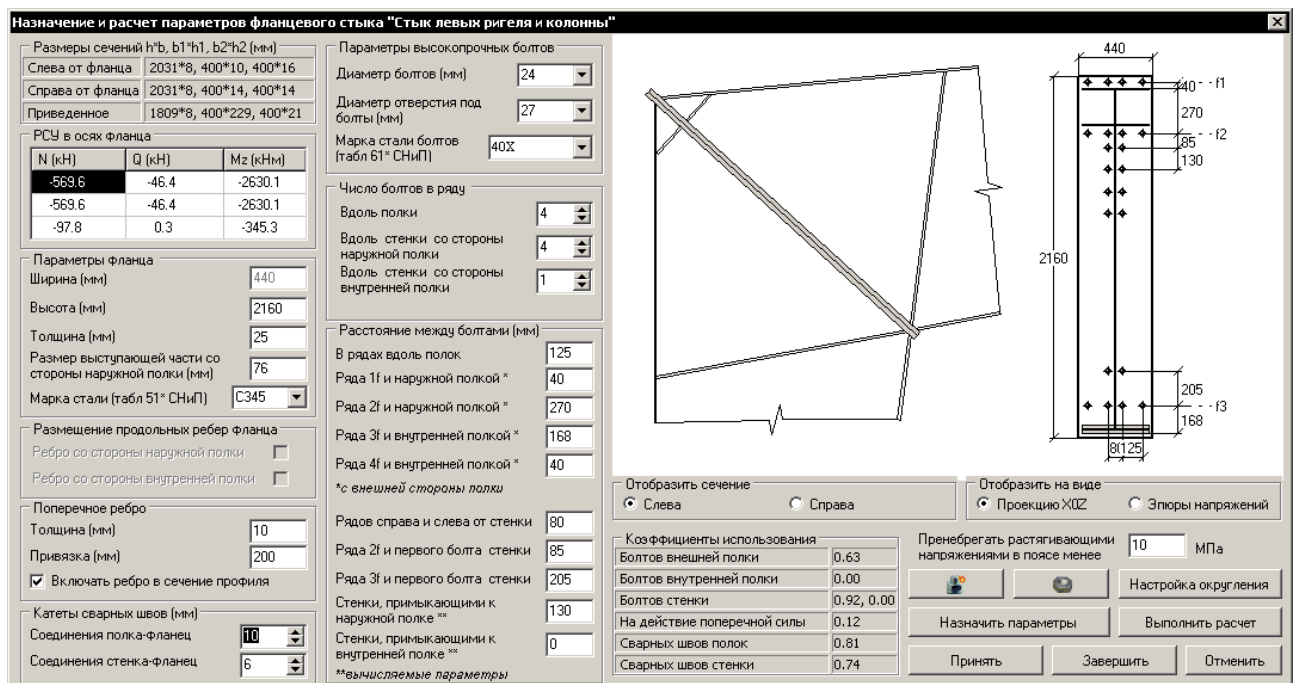 Назначение и расчет параметров фланцевого стыка "Стык левых ригеля и колонны"
Размеры сечений h*b, b1*h1, b2*h2 (мм)
Слева от фланца 2031*8, 400*10, 400*16
Справа от фланца 2031*8, 400*14, 400*14
Приведенное 1809*8, 400*229, 400*21
РСУ в осях фланца
N (кН) Q (кН) Mz (кНм)
-569.6 -46.4 -2630.1
-569.6 -46.4 -2630.1
-97.8 0.3 -345.3
Параметры фланца
Ширина (мм) 440
Высота (мм) 2160
Толщина (мм) 25
Размер выступающей части со
стороны наружной полки (мм) 76
Марка стали (табл 51* СНиП) С345
Размещение продольных ребер фланца
Ребро со стороны наружной полки
Ребро со стороны внутренней полки
Поперечное ребро
Толщина (мм) 10
Привязка (мм) 200
Включать ребро в сечение профиля
Катеты сварных швов (мм)
Соединения полка-фланец 10
Соединения стенка-фланец 6
Параметры высокопрочных болтов
Диаметр болтов (мм) 24
Диаметр отверстия под
болты (мм) 27
Марка стали болтов
(табл 61* СНиП) 40Х
Число болтов в ряду
Вдоль полки 4
Вдоль стенки со стороны
наружной полки 4
Вдоль стенки со стороны
внутренней полки 1
Расстояние между болтами (мм)
В рядах вдоль полок 125
Ряда 1f и наружной полкой * 40
Ряда 2f и наружной полкой * 270
Ряда 3f и внутренней полкой * 168
Ряда 4f и внутренней полкой * 40
*с внешней стороны полки
Рядов справа и слева от стенки 80
Ряда 2f и первого болта стенки 85
Ряда 3f и первого болта стенки 205
Стенки, примыкающими к
наружной полке ** 130
Стенки, примыкающими к
внутренней полке ** 0
**вычисляемые параметры
440
40 f1
270
f2
85
130
2160
205
f3
168
8(125
Отобразить сечение
Слева Справа
Отобразить на виде
Проекцию X0Z Эпюры напряжений
Коэффициенты использования
Болтов внешней полки 0.63
Болтов внутренней полки 0.00
Болтов стенки 0.92, 0.00
На действие поперечной силы 0.12
Сварных швов полок 0.81
Сварных швов стенки 0.74
Пренебрегать растягивающими
напряжениями в поясе менее 10 МПа
Настройка округления
Назначить параметры Выполнить расчет
Принять Завершить Отменить